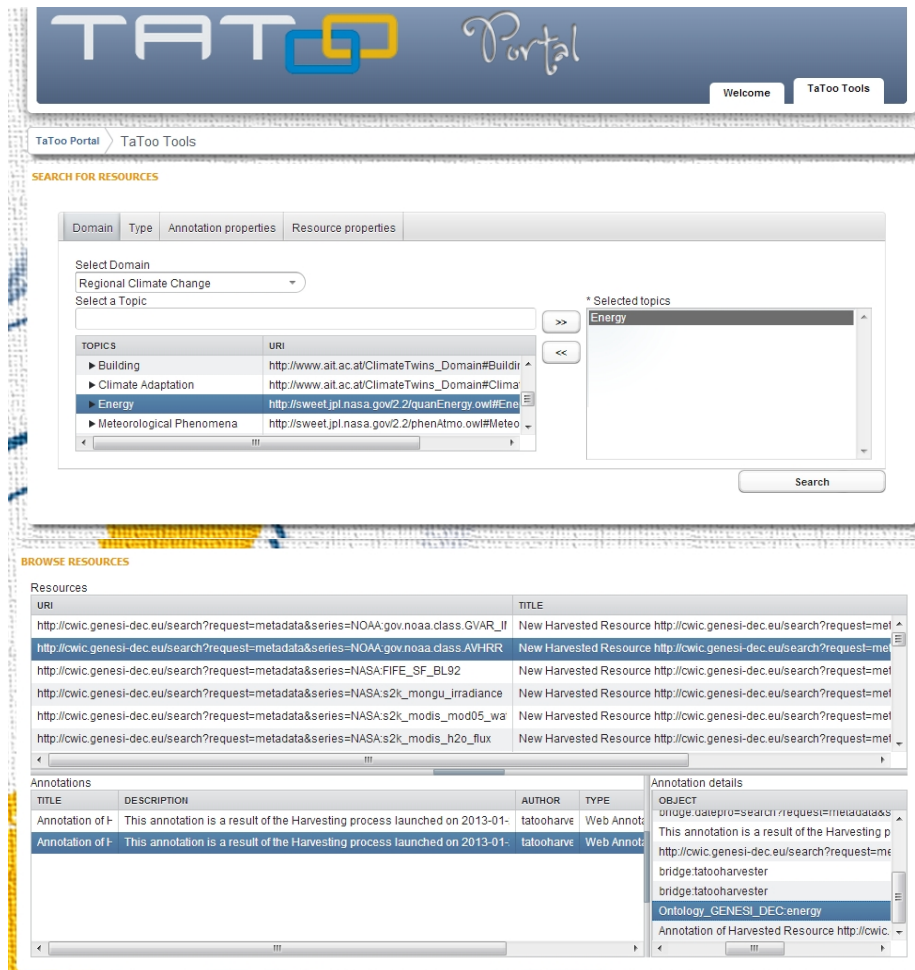 TATOO Portal
Welcome TaToo Tools
TaToo Portal TaToo Tools
SEARCH FOR RESOURCES
Domain Type Annotation properties Resource properties
Select Domain
Regional Climate Change
Select a Topic
* Selected topics
>>
Energy
<<
TOPICS URI
Building http://www.ait.ac.at/ClimateTwins_Domain#Buildin
Climate Adaptation http://www.ait.ac.at/ClimateTwins_Domain#Clima
Energy http://sweet.jpl.nasa.gov/2.2/quanEnergy.owl#Ene
Meteorological Phenomena http://sweet.jpl.nasa.gov/2.2/phenAtmo.owl#Meteo
Search
BROWSE RESOURCES
Resources
URI TITLE
http://cwic.genesi-dec.eu/search?request=metadata&series=NOAA:gov.noaa.class.GVAR_I New Harvested Resource http://cwic.genesi-dec.eu/search?request=met
http://cwic.genesi-dec.eu/search?request=metadata&series=NOAA:gov.noaa.class.AVHRR New Harvested Resource http://cwic.genesi-dec.eu/search?request=met
http://cwic.genesi-dec.eu/search?request=metadata&series=NASA:FIFE_SF_BL92 New Harvested Resource http://cwic.genesi-dec.eu/search?request=met
http://cwic.genesi-dec.eu/search?request=metadata&series=NASA:s2k_mongu_irradiance New Harvested Resource http://cwic.genesi-dec.eu/search?request=met
http://cwic.genesi-dec.eu/search?request=metadata&series=NASA:s2k_modis_mod05_wa New Harvested Resource http://cwic.genesi-dec.eu/search?request=met
http://cwic.genesi-dec.eu/search?request=metadata&series=NASA:s2k_modis_h2o_flux New Harvested Resource http://cwic.genesi-dec.eu/search?request=met
Annotations
TITLE DESCRIPTION AUTHOR TYPE
Annotation of H This annotation is a result of the Harvesting process launched on 2013-01- tatooharve Web Annota
Annotation of H This annotation is a result of the Harvesting process launched on 2013-01-. tatooharve Web Annota
Annotation details
OBJECT
bridge:datepro=search?request=metadata&s
This annotation is a result of the Harvesting p
http://cwic.genesi-dec.eu/search?request=me
bridge:tatooharvester
bridge:tatooharvester
Ontology_GENESI_DEC:energy
Annotation of Harvested Resource http://cwic.